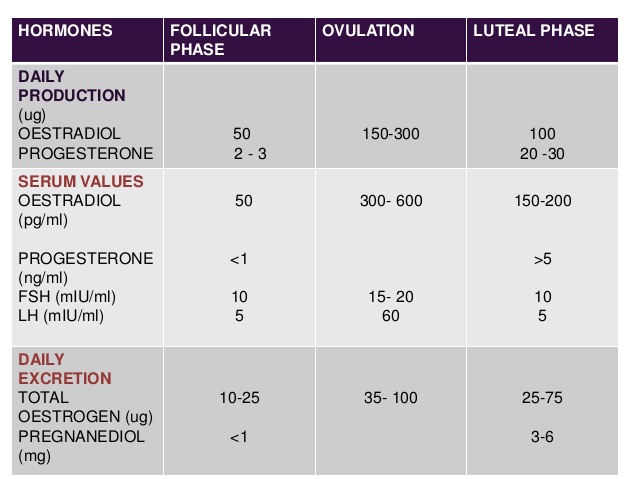 HORMONES FOLLICULAR PHASE OVULATION LUTEAL PHASE
DAILY
PRODUCTION
(ug)
OESTRADIOL 50 150-300 100
PROGESTERONE 2 - 3 20 -30
SERUM VALUES
OESTRADIOL 50 300- 600 150-200
(pg/ml)
PROGESTERONE <1 >5
(ng/ml)
FSH (mIU/ml) 10 15- 20 10
LH (mIU/ml) 5 60 5
DAILY
EXCRETION
TOTAL 10-25 35- 100 25-75
OESTROGEN (ug)
PREGNANEDIOL <1 3-6
(mg)